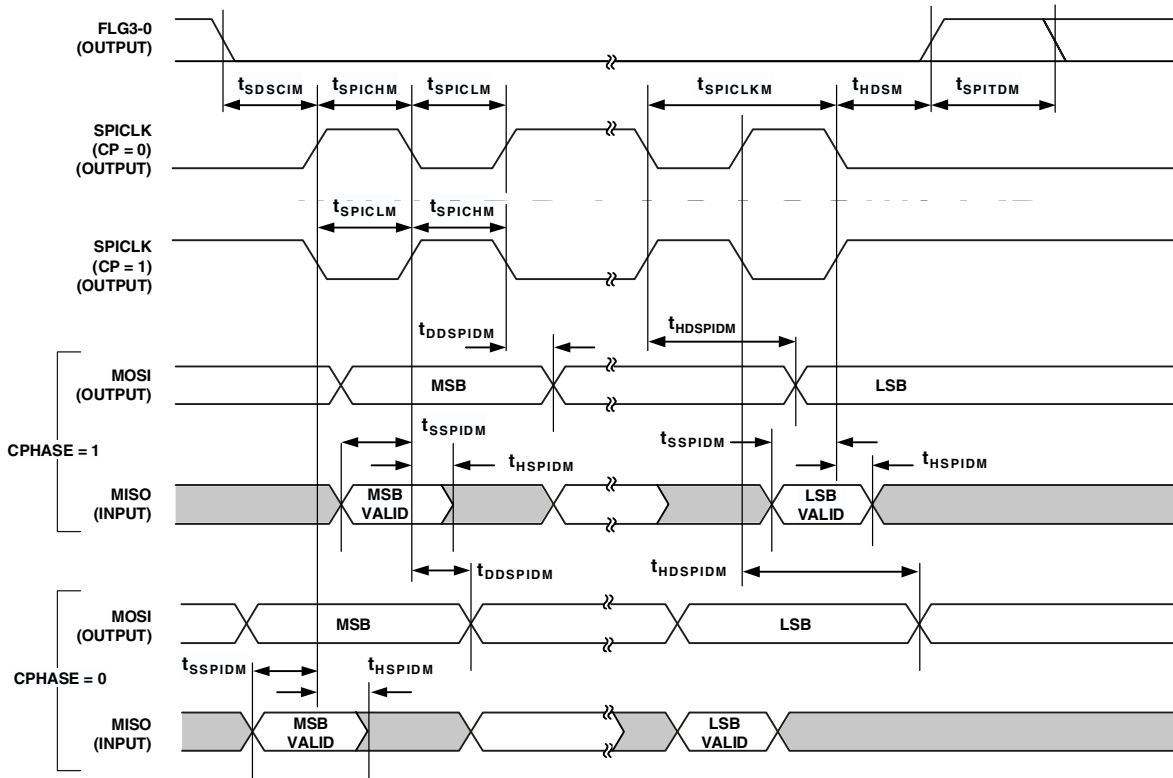 FLG3-0
(OUTPUT)
tSDSCIM tSPICHM tSPICLM tSPICLKM tHDSM tSPITDM
SPICLK
(CP = 0)
(OUTPUT)
tSPICLM tSPICHM
SPICLK
(CP = 1)
(OUTPUT)
tDDSPIDM tHDSPIDM
MOSI
(OUTPUT)
MSB LSB
CPHASE = 1
tSSPIDM tHSPIDM tSSPIDM tHSPIDM
MISO
(INPUT)
MSB
VALID
LSB
VALID
tDDSPIDM tHDSPIDM
MOSI
(OUTPUT)
MSB LSB
CPHASE = 0
tSSPIDM tHSPIDM
MISO
(INPUT)
MSB
VALID
LSB
VALID